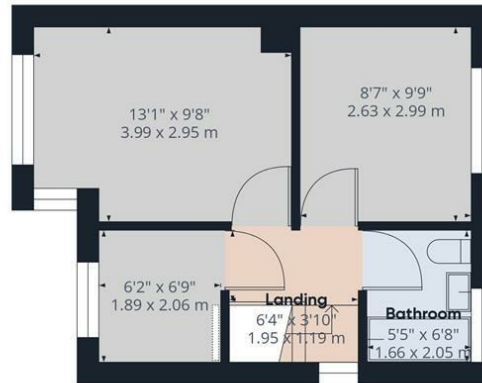 13'1" x 9'8"
3.99 x 2.95 m
8'7" x 9'9"
2.63 x 2.99 m
6'2" x 6'9"
1.89 x 2.06 m
Landing
6'4" x 3'10"
1.95 x 1.19 m
Bathroom
5'5" x 6'8"
1.66 x 2.05 m